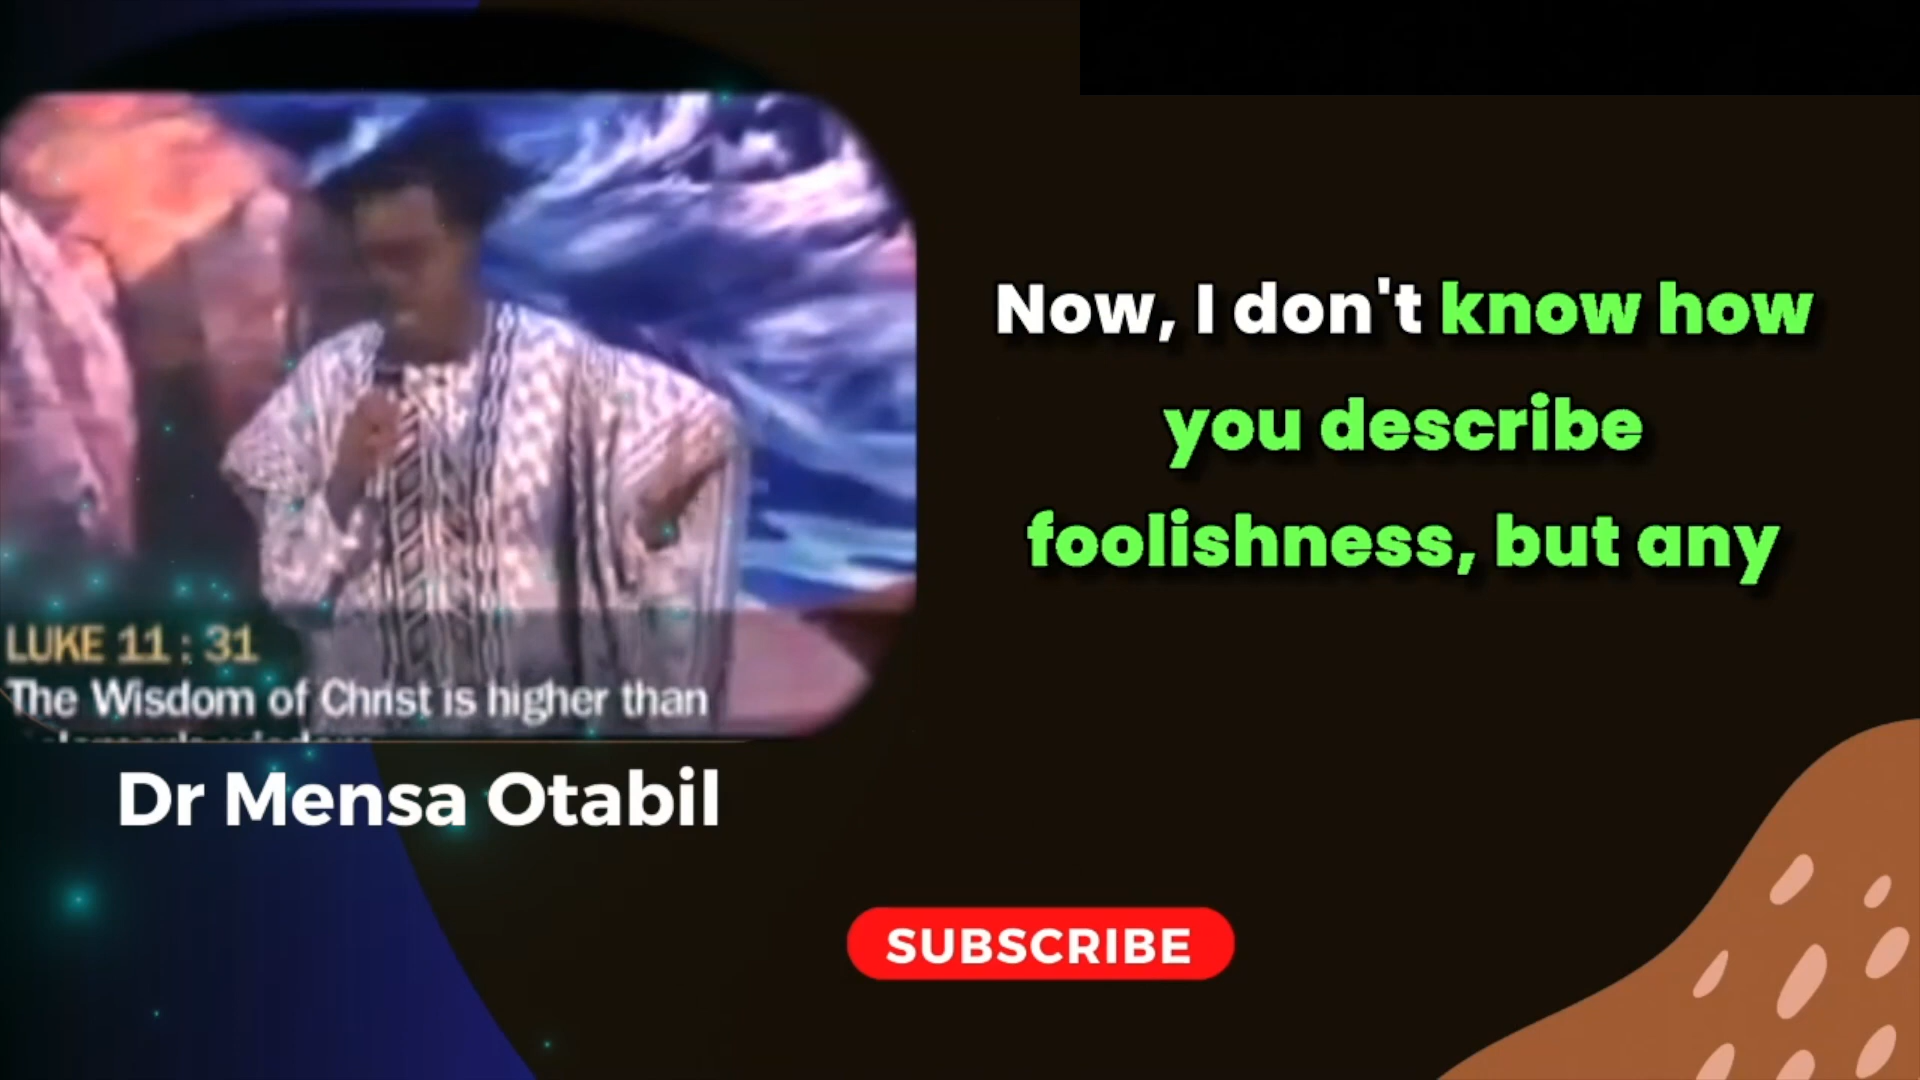 Now, I don't know how
you describe
foolishness, but any
LUKE 11 : 31
The Wisdom of Christ is higher than
Dr Mensa Otabil
SUBSCRIBE